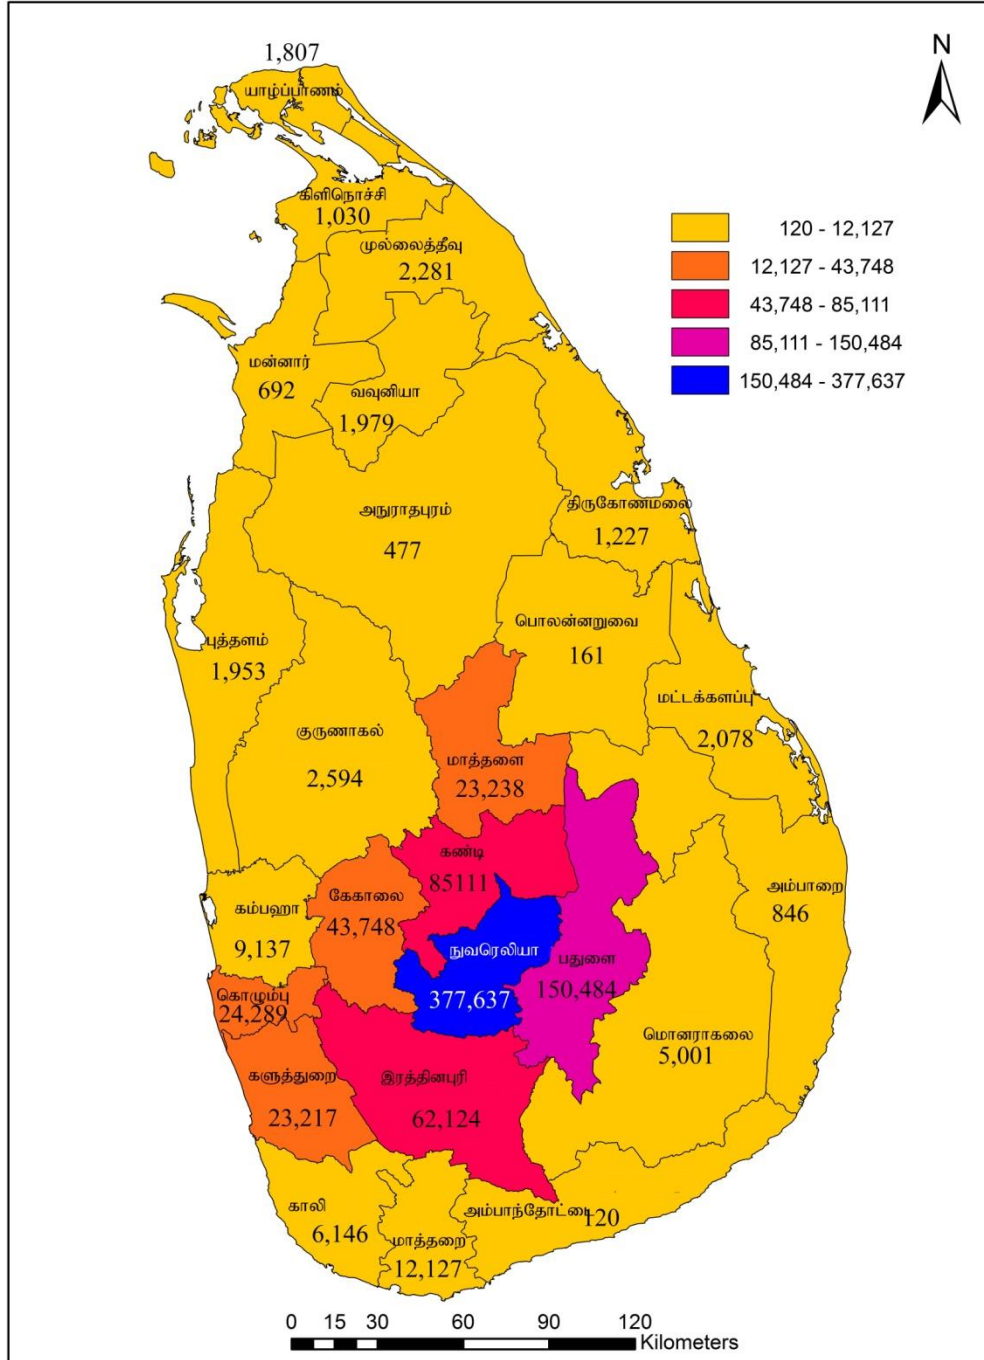 1,807
N
யாழ்ப்பாணம்
கிளிநொச்சி
1,030
முல்லைத்தீவு
2,281
120 - 12,127
12,127 - 43,748
43,748 - 85,111
85,111 - 150,484
150,484 - 377,637
மன்னார்
692
வவுனியா
1,979
அநுராதபுரம்
477
திருகோணமலை
1,227
பொலன்னறுவை
161
புத்தளம்
1,953
மட்டக்களப்பு
2,078
குருணாகல்
2,594
மாத்தளை
23,238
கண்டி
85111
கேகாலை
43,748
அம்பாறை
846
கம்பஹா
9,137
நுவரெலியா
377,637
பதுளை
150,484
கொழும்பு
24,289
மொனராகலை
5,001
களுத்துறை
23,217
இரத்தினபுரி
62,124
காலி
6,146
மாத்தறை
12,127
அம்பாந்தோட்டை
120
0 15 30 60 90 120
Kilometers